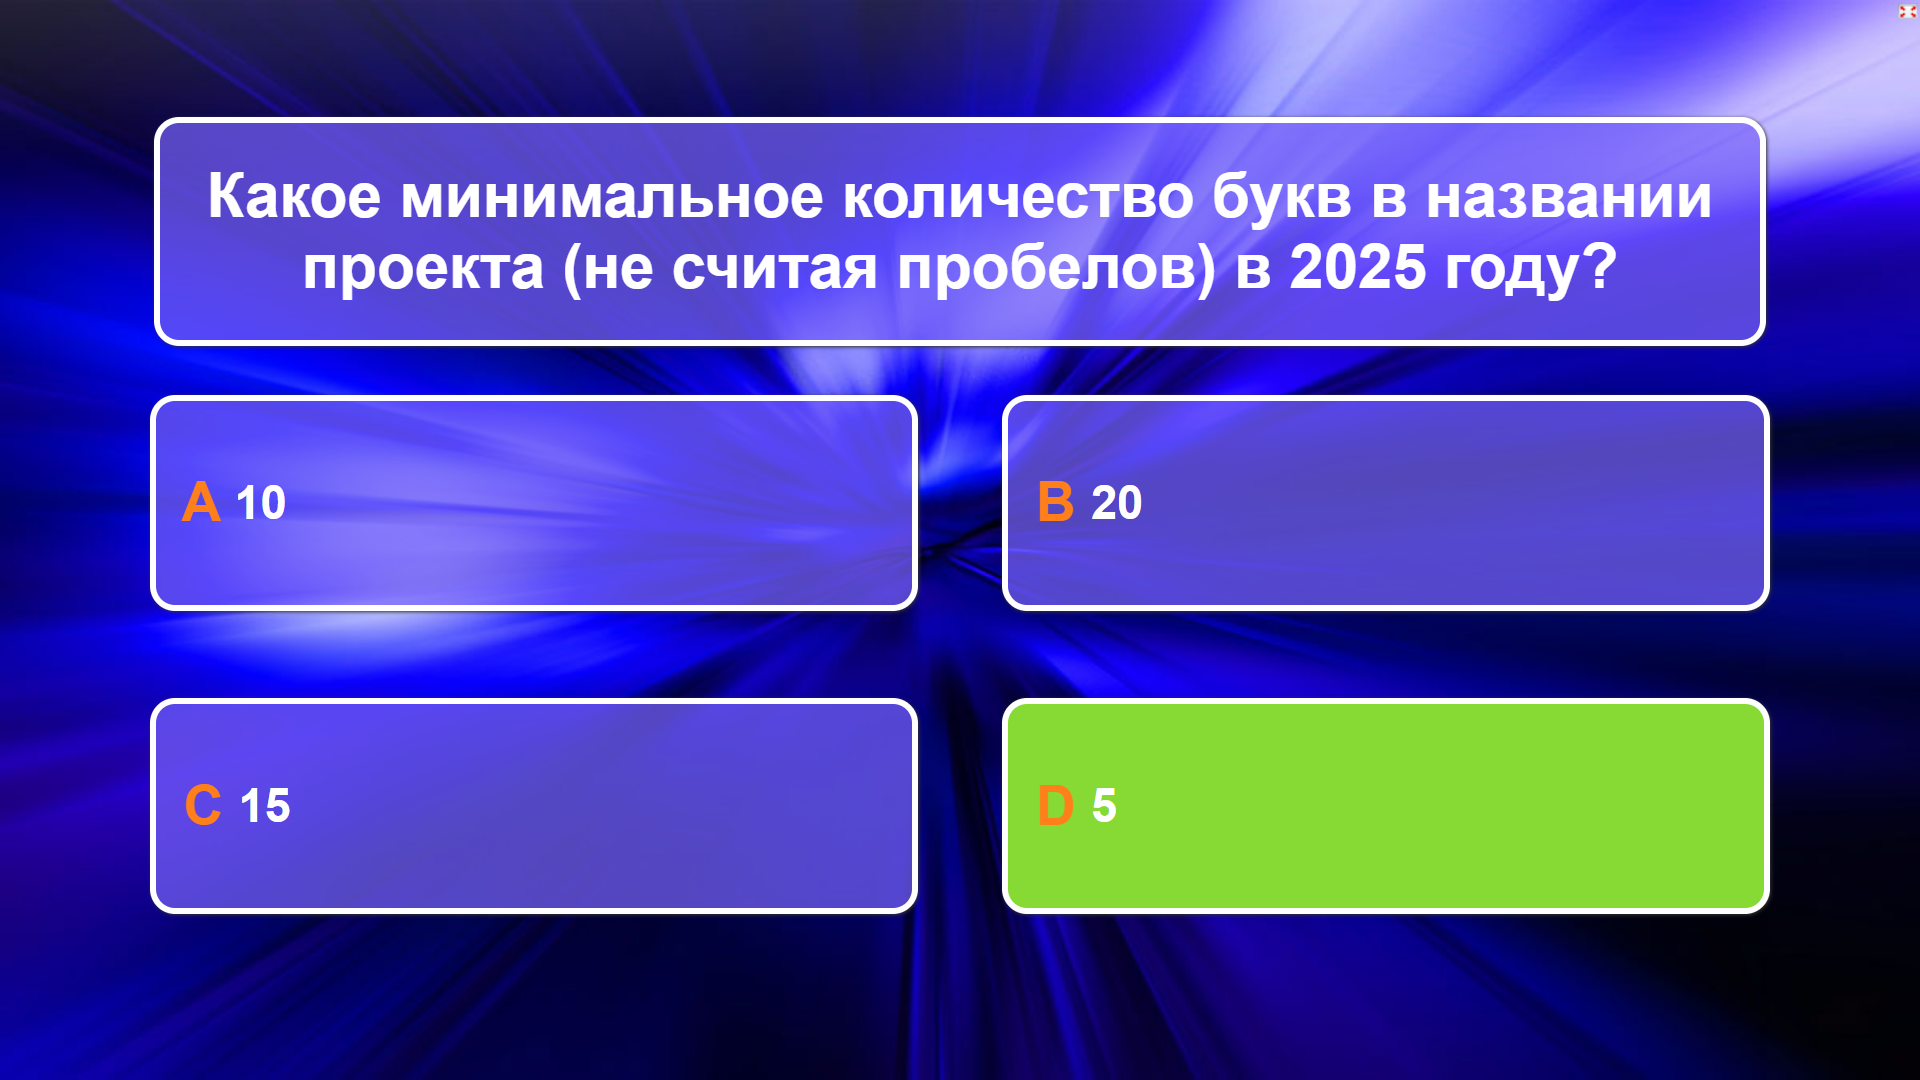 Какое минимальное количество букв в названии
проекта (не считая пробелов) в 2025 году?
A 10
B 20
C 15
D 5